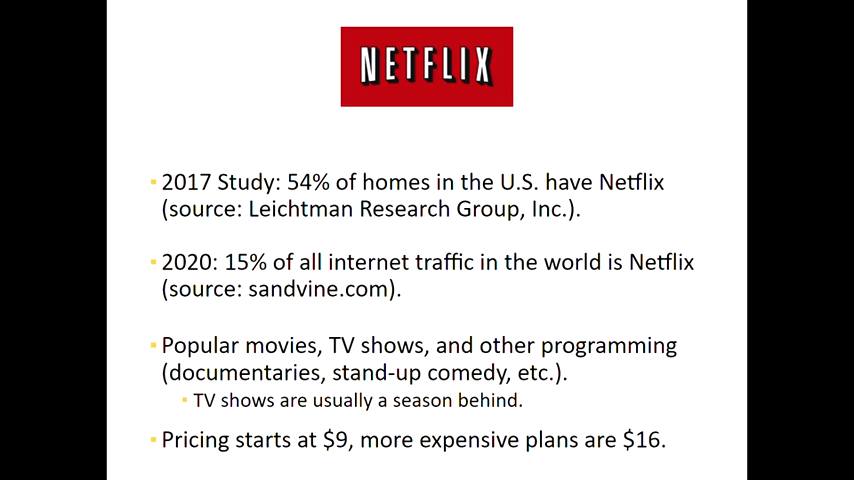 NETFLIX
2017 Study: 54% of homes in the U.S. have Netflix
(source: Leichtman Research Group, Inc.).
2020: 15% of all internet traffic in the world is Netflix
(source: sandvine.com).
Popular movies, TV shows, and other programming
(documentaries, stand-up comedy, etc.).
TV shows are usually a season behind.
Pricing starts at $9, more expensive plans are $16.